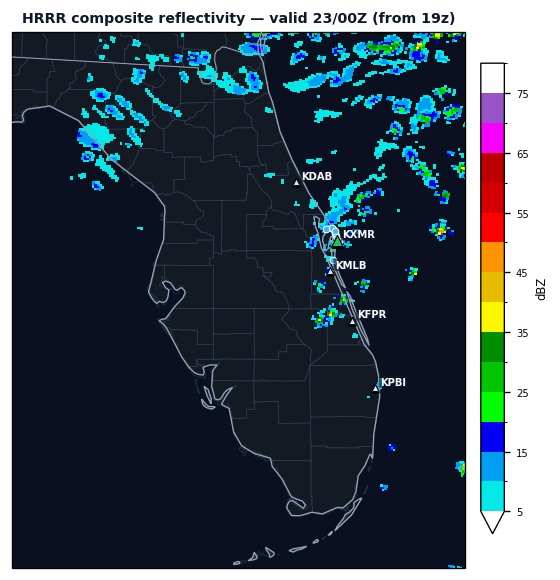 HRRR composite reflectivity — valid 23/00Z (from 19z)
KDAB
KXMR
KMLB
KFPR
KPBI
75
65
55
45
35
25
15
5
dBZ